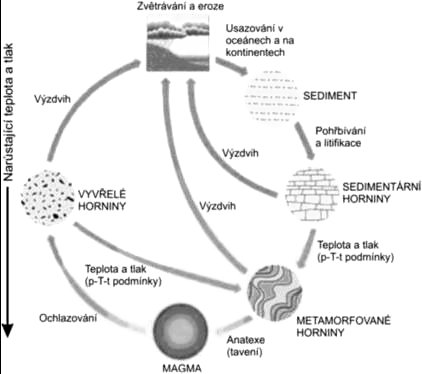 Zvětrávání a eroze
Usazování v
oceánech a na
kontinentech
SEDIMENT
Pohřbívání
a litifikace
Výzdvih
Výzdvih
SEDIMENTÁRNÍ
HORNINY
VYVŘELÉ
HORNINY
Výzdvih
Teplota a tlak
(p-T-t podmínky)
Teplota a tlak
(p-T-t podmínky)
Ochlazování
METAMORFOVANÉ
HORNINY
Anatexe
(tavení)
MAGMA
Narůstající teplota a tlak